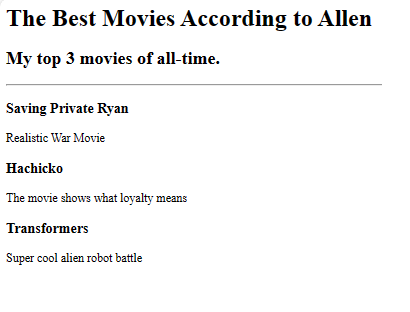 The Best Movies According to Allen
My top 3 movies of all-time.
Saving Private Ryan
Realistic War Movie
Hachicko
The movie shows what loyalty means
Transformers
Super cool alien robot battle